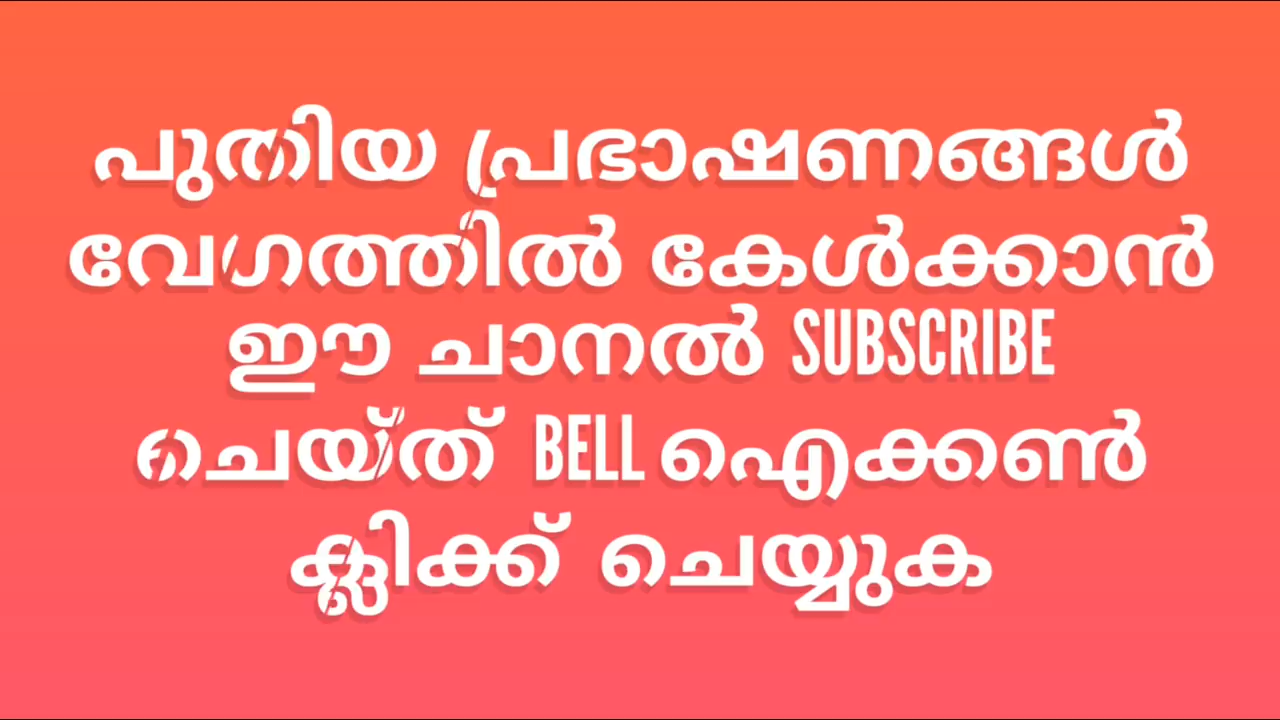 പുതിയ പ്രഭാഷണങ്ങൾ
വേഗത്തിൽ കേൾക്കാൻ
ഈ ചാനൽ SUBSCRIBE
ചെയ്ത് BELL ഐക്കൺ
ക്ലിക്ക് ചെയ്യുക